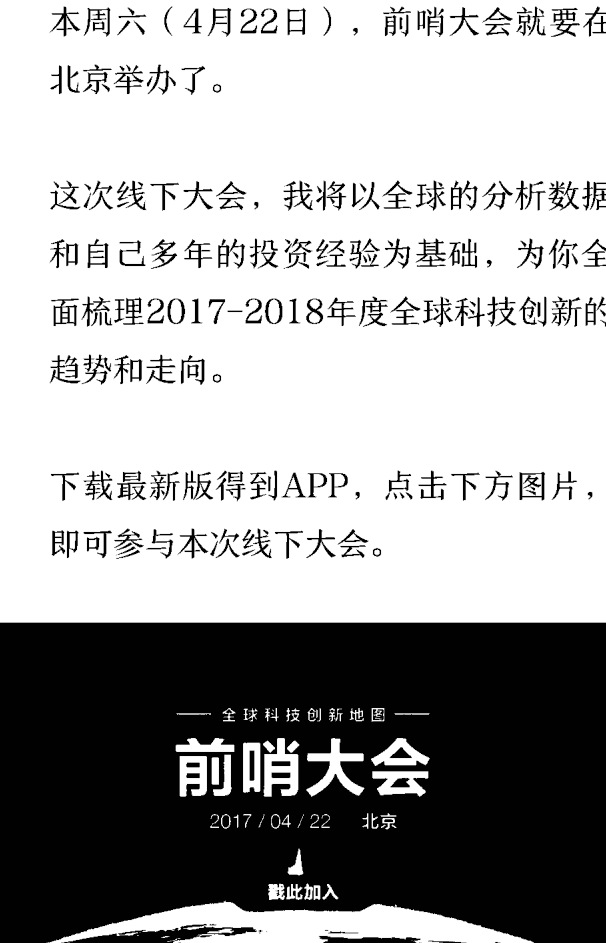 本周六（4月22日），前哨大会就要在
北京举办了。
这次线下大会，我将以全球的分析数据
和自己多年的投资经验为基础，为你全
面梳理2017-2018年度全球科技创新的
趋势和走向。
下载最新版得到APP，点击下方图片，
即可参与本次线下大会。
全球科技创新地图
前哨大会
2017 / 04 / 22 北京
戳此加入